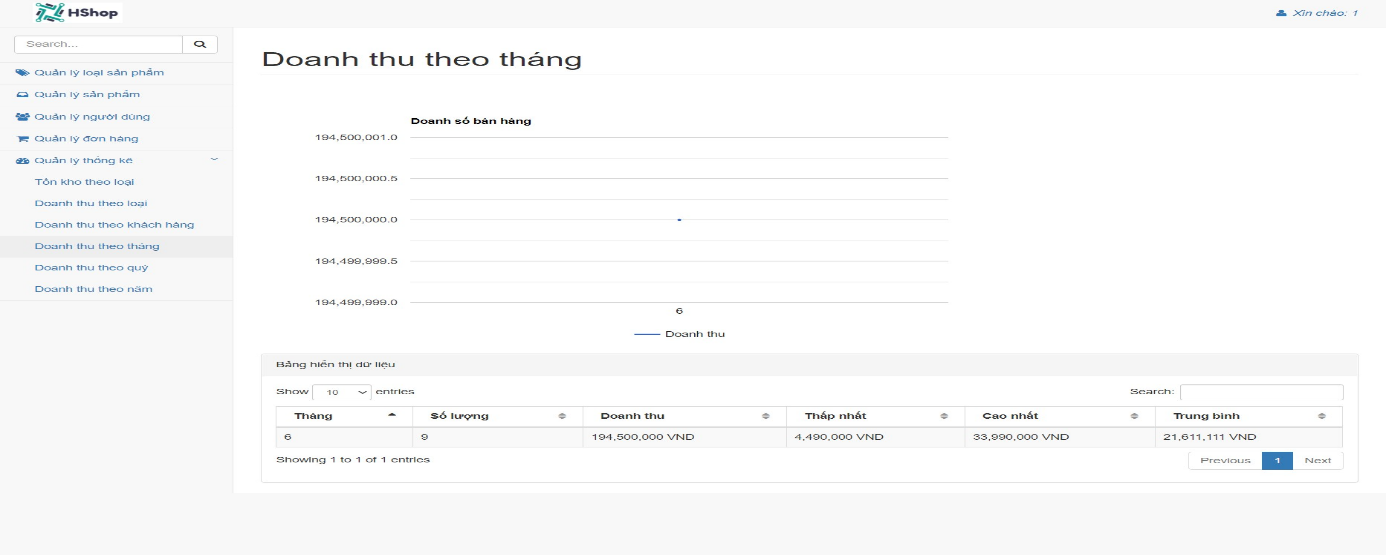 HShop
Xin chào: 1
Search...
Quản lý loại sản phẩm
Quản lý sản phẩm
Quản lý người dùng
Quản lý đơn hàng
Quản lý thống kê
Tồn kho theo loại
Doanh thu theo loại
Doanh thu theo khách hàng
Doanh thu theo tháng
Doanh thu theo quý
Doanh thu theo năm
Doanh thu theo tháng
Doanh số bán hàng
194,500,001.0
194,500,000.5
194,500,000.0
194,499,999.5
194,499,999.0
6
Doanh thu
Bảng hiển thị dữ liệu
Show 10 entries
Search:
Tháng Số lượng Doanh thu Thấp nhất Cao nhất Trung bình
6 9 194,500,000 VND 4,490,000 VND 33,990,000 VND 21,611,111 VND
Showing 1 to 1 of 1 entries
Previous 1 Next